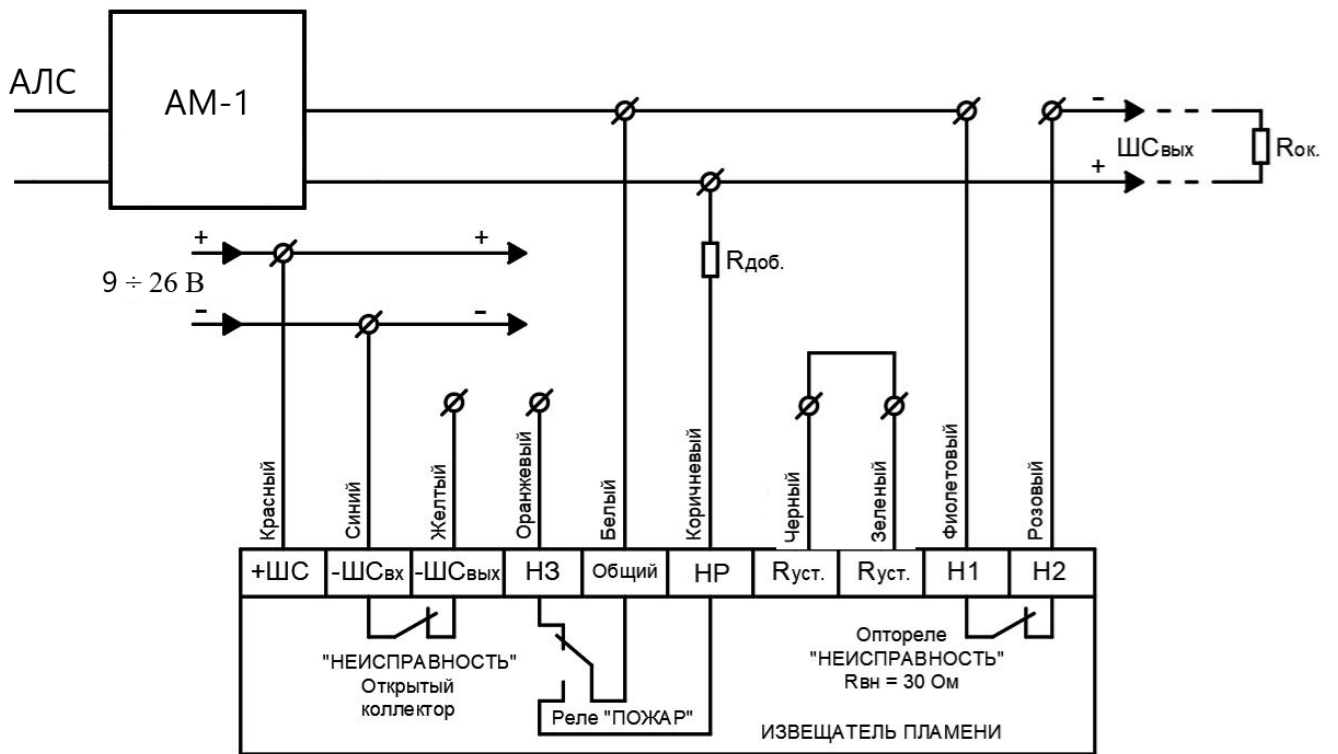 АЛС
АМ-1
-
ШСвых
Rок.
+
+
+
9 ÷ 26 В
-
-
Rдоб.
Красный
Синий
Желтый
Оранжевый
Белый
Коричневый
Черный
Зеленый
Фиолетовый
Розовый
+ШС
-ШСвх
-ШСвых
НЗ
Общий
НР
Rуст.
Rуст.
Н1
Н2
"НЕИСПРАВНОСТЬ"
Открытый
коллектор
Реле "ПОЖАР"
Оптореле
"НЕИСПРАВНОСТЬ"
Rвн = 30 Ом
ИЗВЕЩАТЕЛЬ ПЛАМЕНИ